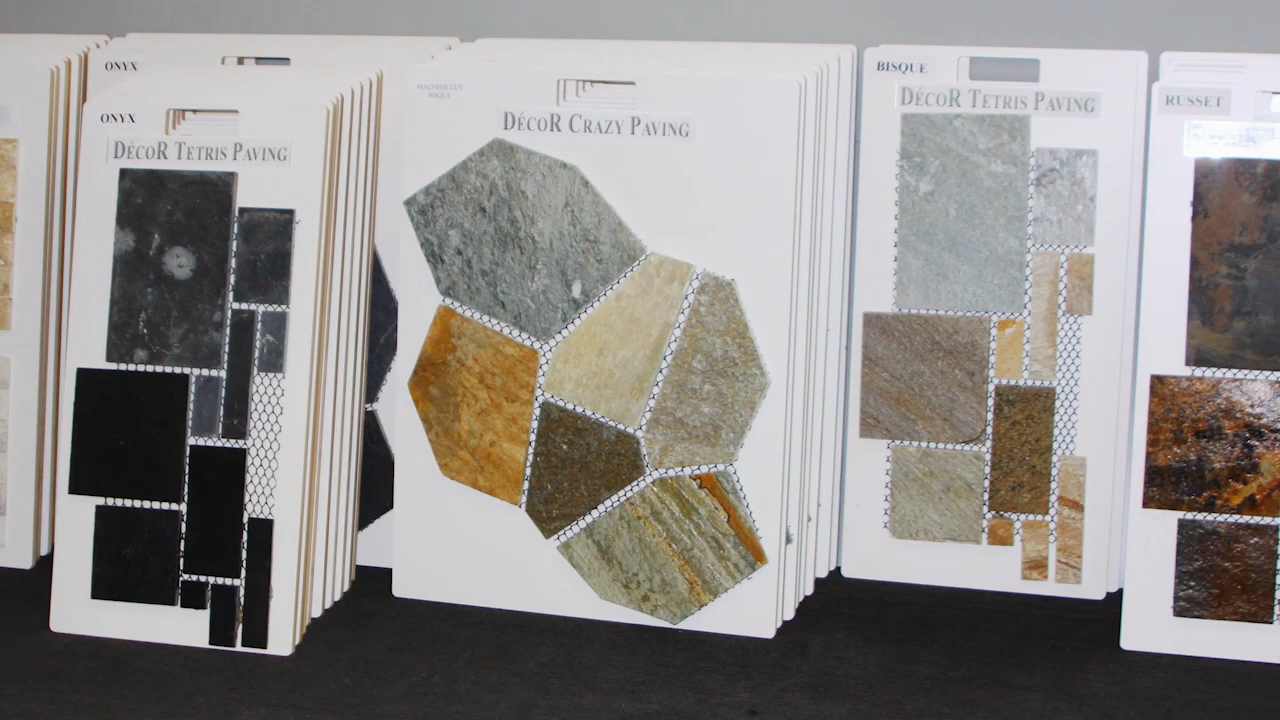 ONYX
ONYX
DÉCOR TETRIS PAVING
MACHINE CUT
BISQUE
DÉCOR CRAZY PAVING
BISQUE
DÉCOR TETRIS PAVING
RUSSET